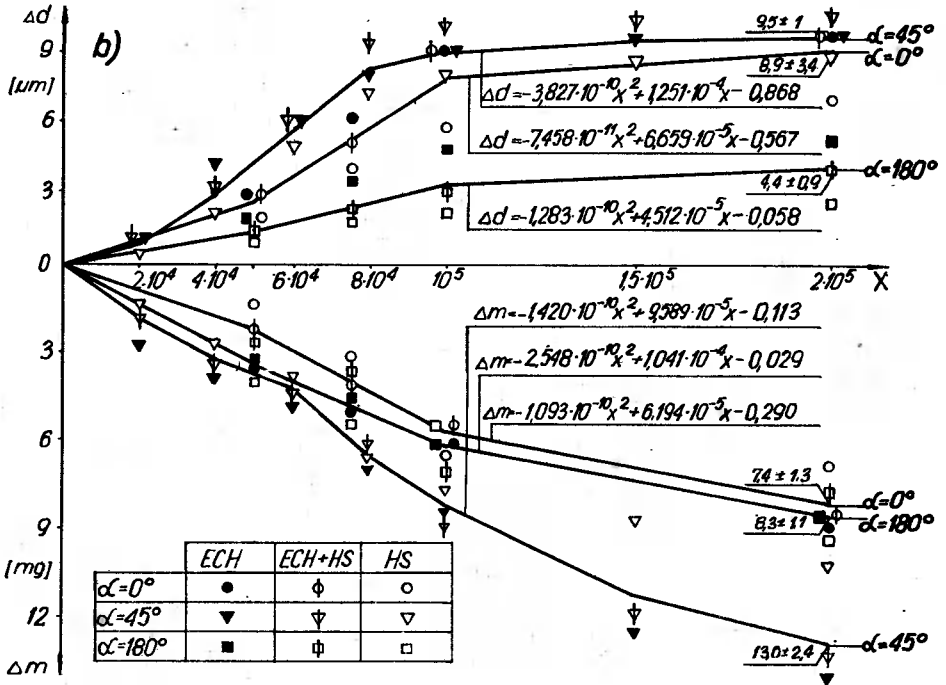 Δd
b)
9
[μm]
6
3
0
9,5 ± 1
α=45°
α=0°
8,9 ± 3,4
Δd=-3,827·10⁻¹⁰x²+1,251·10⁻⁴x-0,868
Δd=-7,458·10⁻¹¹x²+6,659·10⁻⁵x-0,567
α=180°
4,4 ± 0,9
Δd=-1,283·10⁻¹⁰x²+4,512·10⁻⁵x-0,058
2·10⁴ 4·10⁴ 6·10⁴ 8·10⁴ 10⁵ 1,5·10⁵ 2·10⁵ X
Δm=-1,420·10⁻¹⁰x²+9,589·10⁻⁵x-0,113
3
Δm=-2,548·10⁻¹⁰x²+1,041·10⁻⁴x-0,029
Δm=-1,093·10⁻¹⁰x²+6,194·10⁻⁵x-0,290
6
7,4 ± 1.3
α=0°
α=180°
8,3 ± 1,1
9
[mg]
12
Δm
ECH ECH+HS HS
α=0°
α=45°
α=180°
α=45°
13,0 ± 2,4